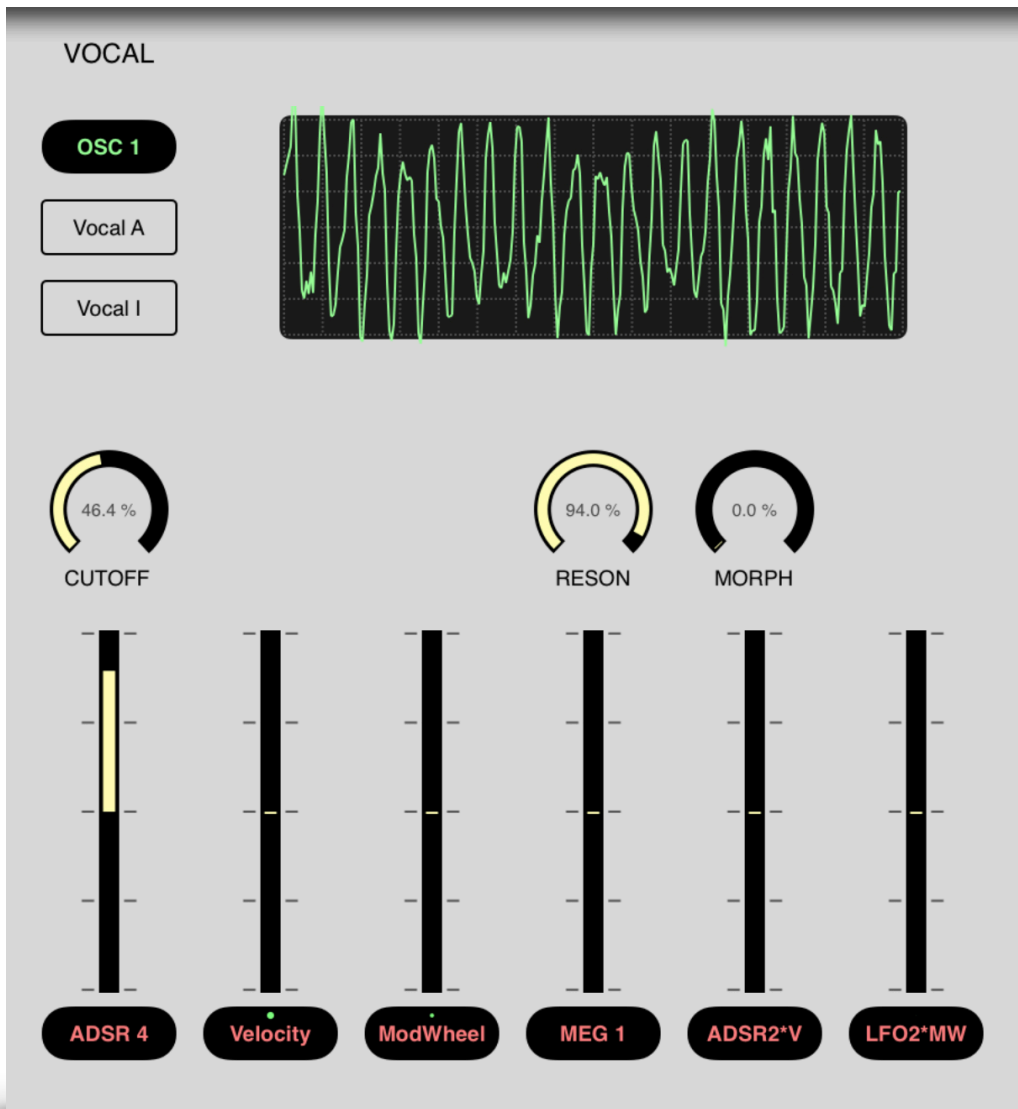 VOCAL
OSC 1
Vocal A
Vocal I
46.4 %
94.0 %
0.0 %
CUTOFF
RESON
MORPH
ADSR 4
Velocity
ModWheel
MEG 1
ADSR2*V
LFO2*MW